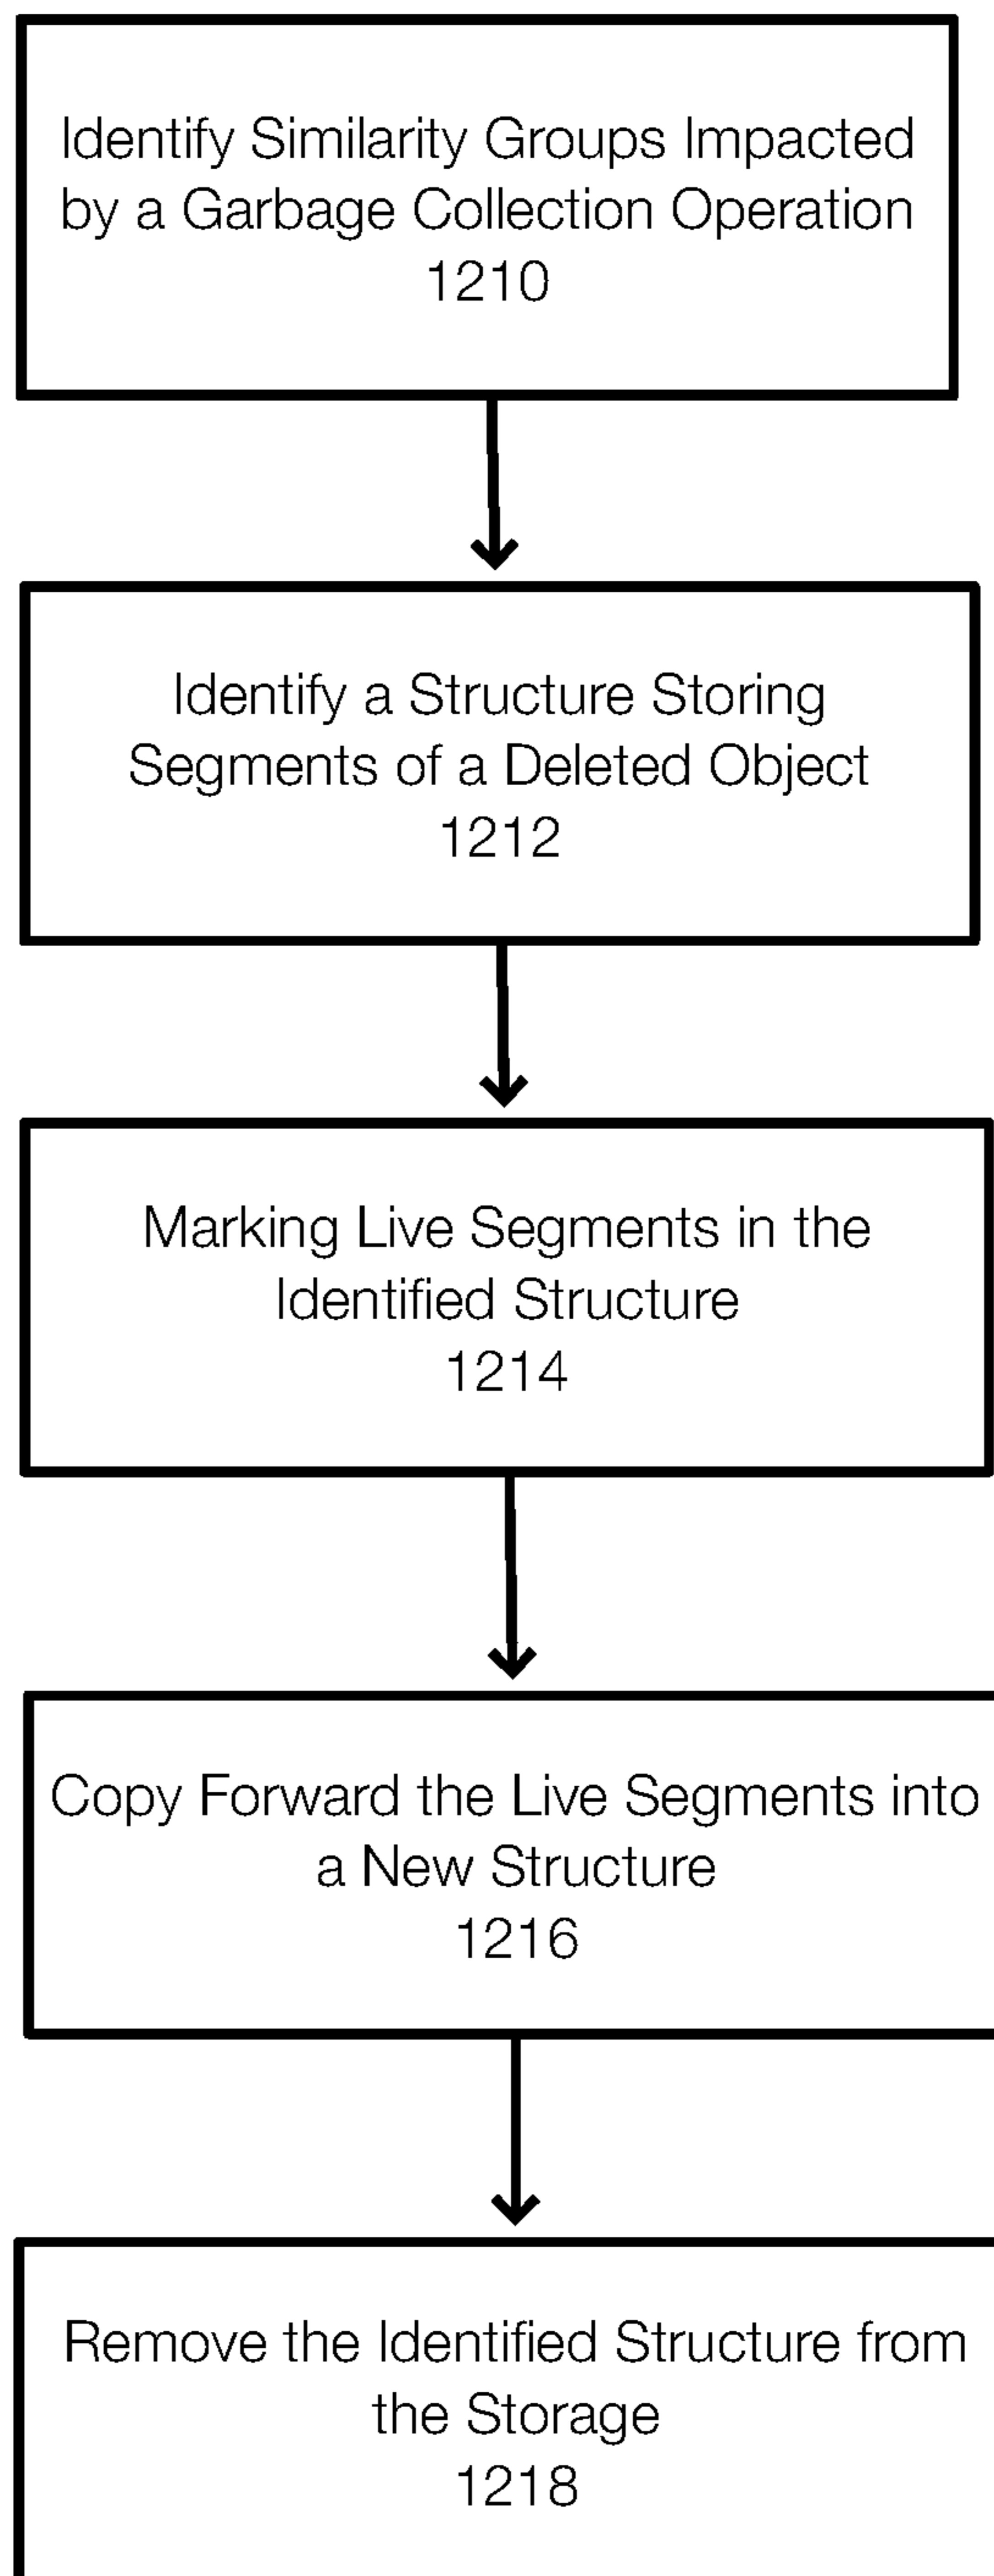 Identify Similarity Groups Impacted
by a Garbage Collection Operation
1210
Identify a Structure Storing
Segments of a Deleted Object
1212
Marking Live Segments in the
Identified Structure
1214
Copy Forward the Live Segments into
a New Structure
1216
Remove the Identified Structure from
the Storage
1218